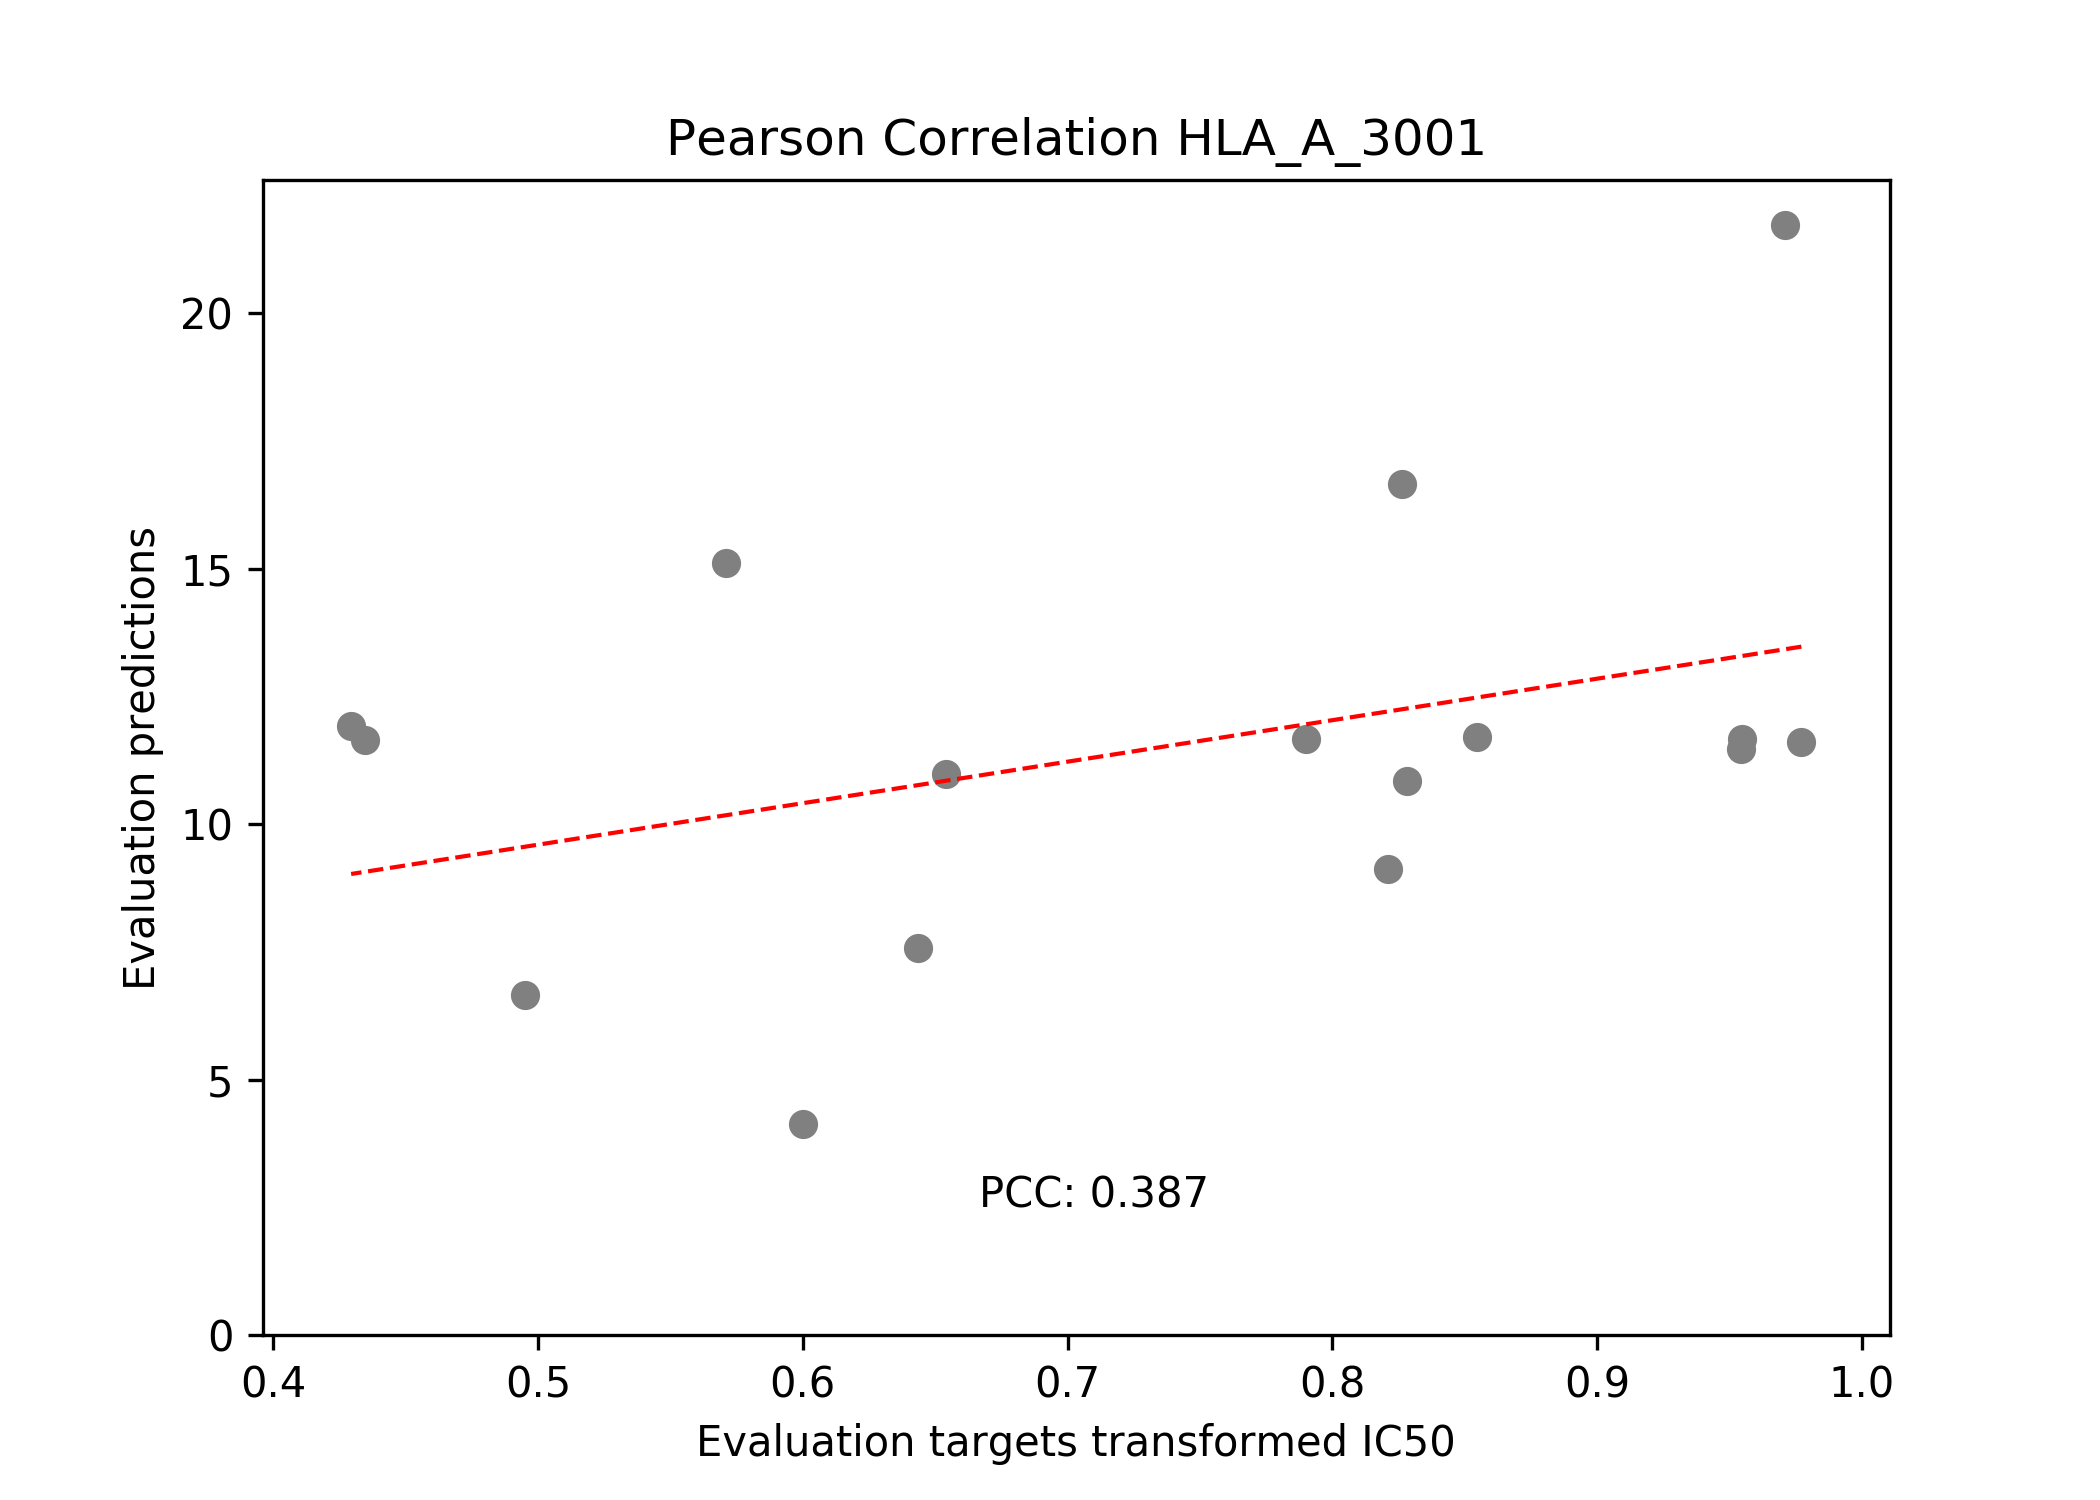 Pearson Correlation HLA_A_3001
Evaluation predictions
20
15
10
5
0
PCC: 0.387
0.4 0.5 0.6 0.7 0.8 0.9 1.0
Evaluation targets transformed IC50